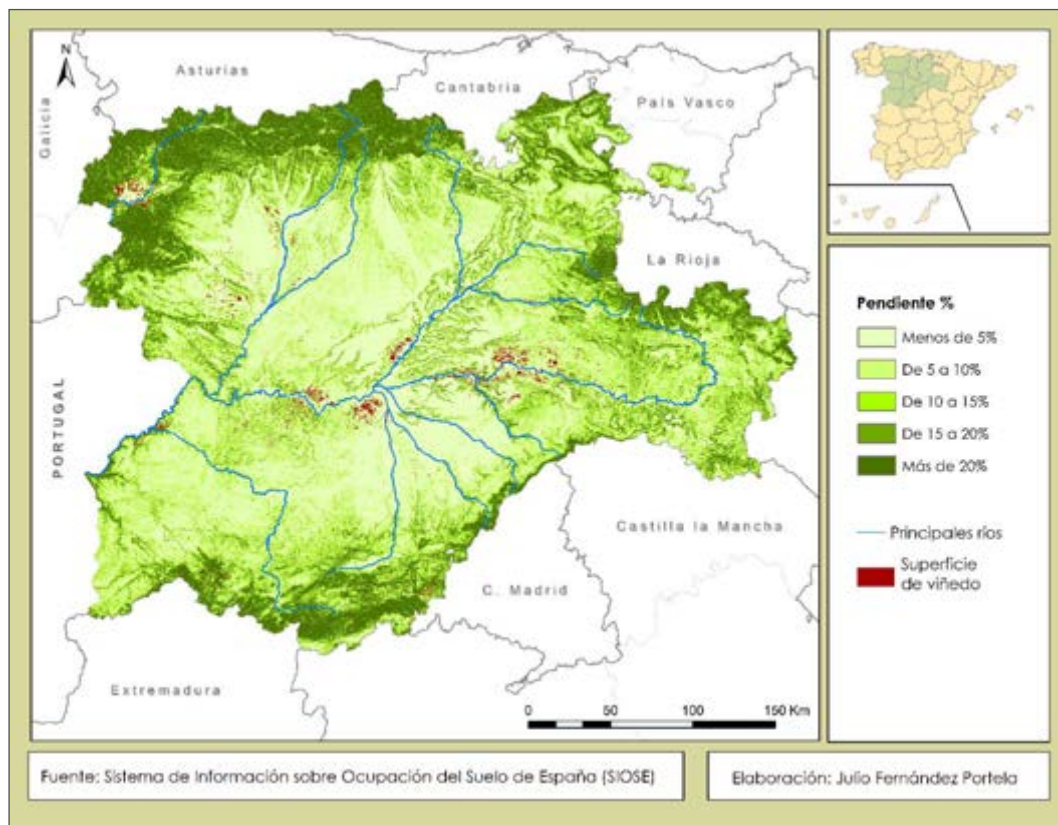 N
Asturias
Cantabria
País Vasco
Galicia
La Rioja
PORTUGAL
Castilla la Mancha
C. Madrid
Extremadura
0 50 100 150 Km
Pendiente %
Menos de 5%
De 5 a 10%
De 10 a 15%
De 15 a 20%
Más de 20%
Principales ríos
Superficie
de viñedo
Fuente: Sistema de Información sobre Ocupación del Suelo de España (SIOSE)
Elaboración: Julio Fernández Portela